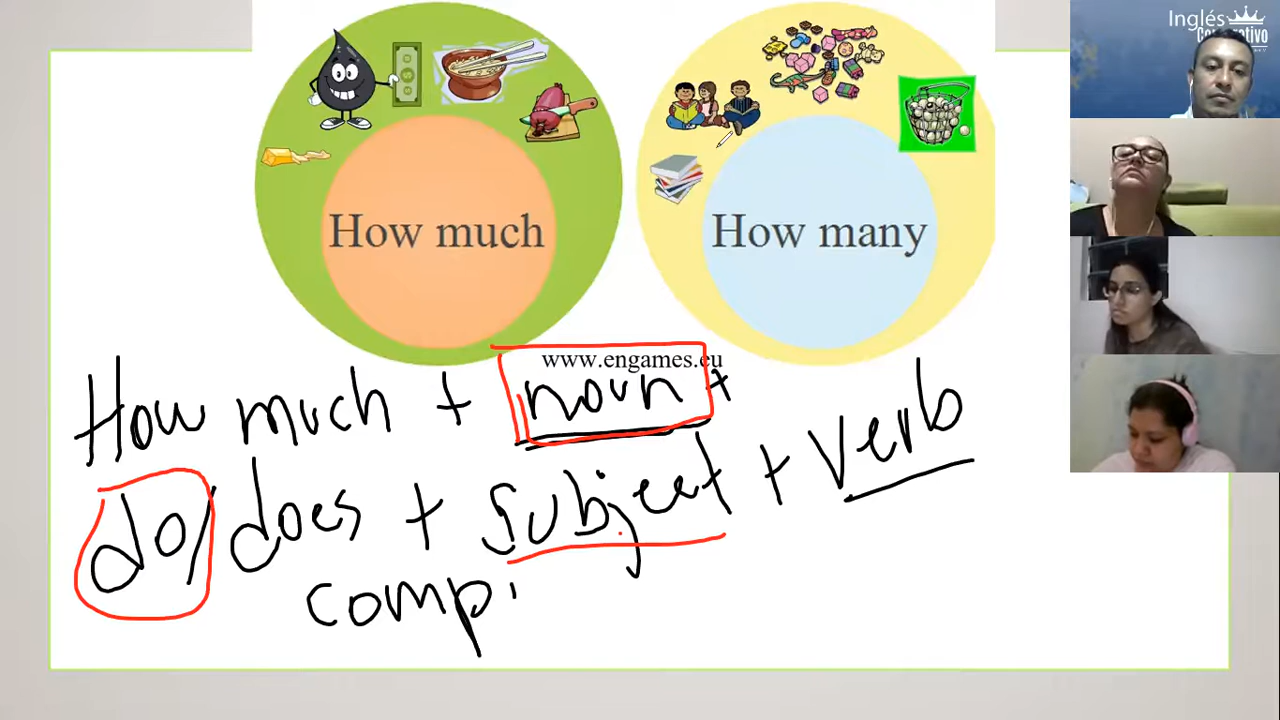 How much
How many
www.engames.eu
How much + noun +
do/does + subject + verb
comp.
Inglés